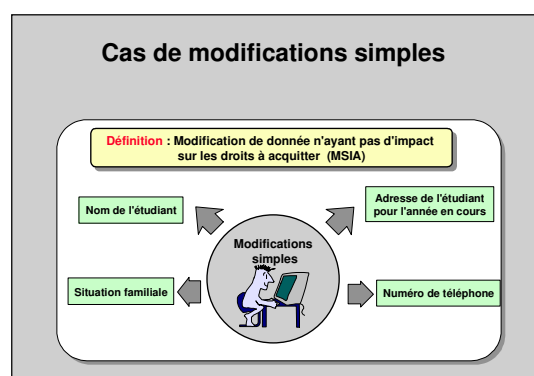 Cas de modifications simples
Définition : Modification de donnée n'ayant pas d'impact
sur les droits à acquitter (MSIA)
Nom de l'étudiant
Adresse de l'étudiant
pour l'année en cours
Modifications
simples
Situation familiale
Numéro de téléphone